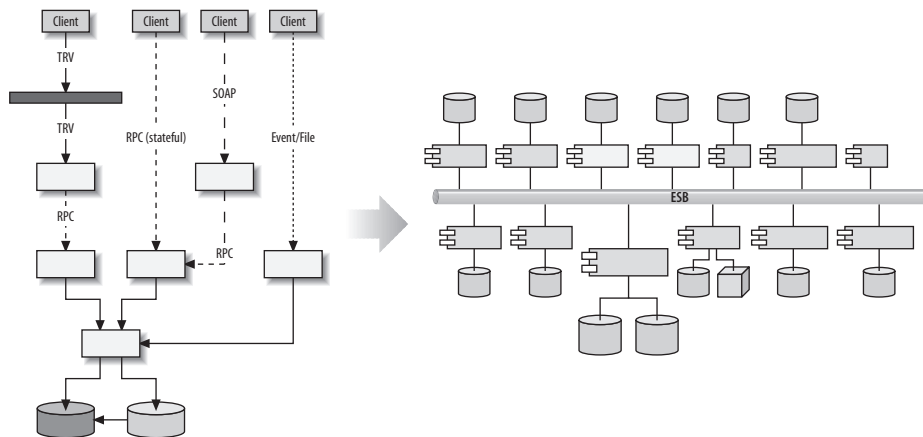 Client
Client
Client
Client
TRV
SOAP
TRV
RPC (stateful)
Event/File
ESB
RPC
RPC